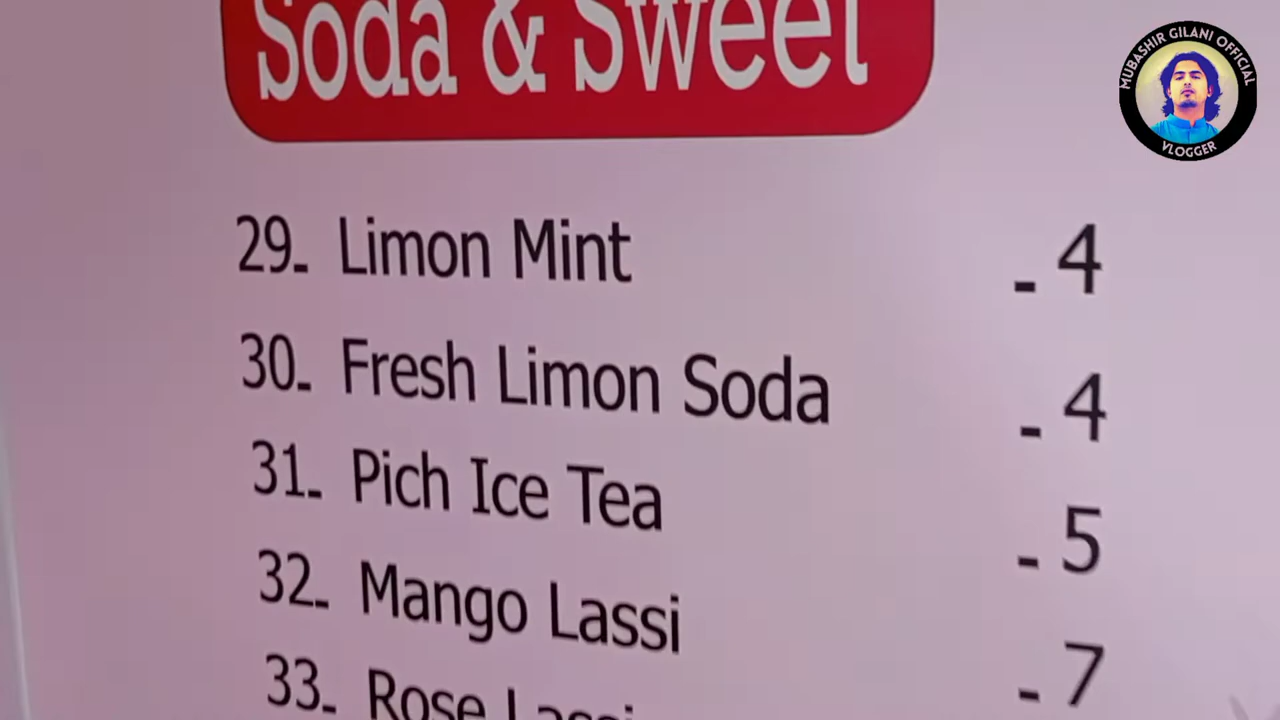 Soda & Sweet
MUBASHIR GILANI OFFICIAL
VLOGGER
29- Limon Mint - 4
30- Fresh Limon Soda - 4
31- Pich Ice Tea - 5
32- Mango Lassi - 7
33- Rose Lassi